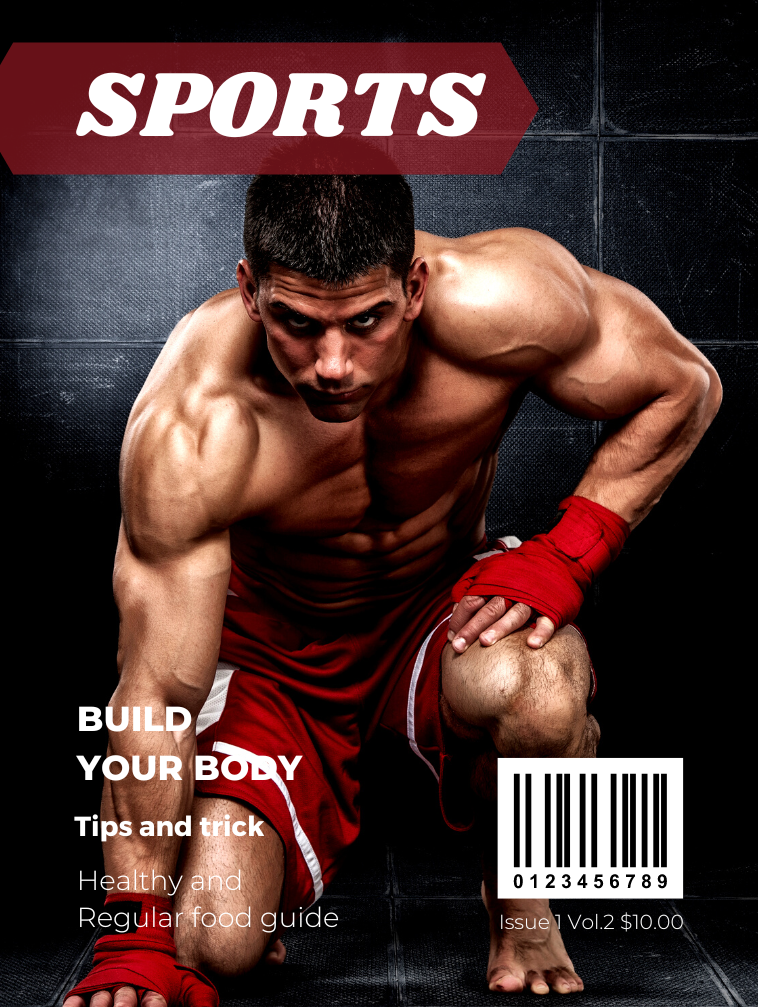 SPORTS
BUILD
YOUR BODY
Tips and trick
Healthy and
Regular food guide
0123456789
Issue 1 Vol.2 $10.00